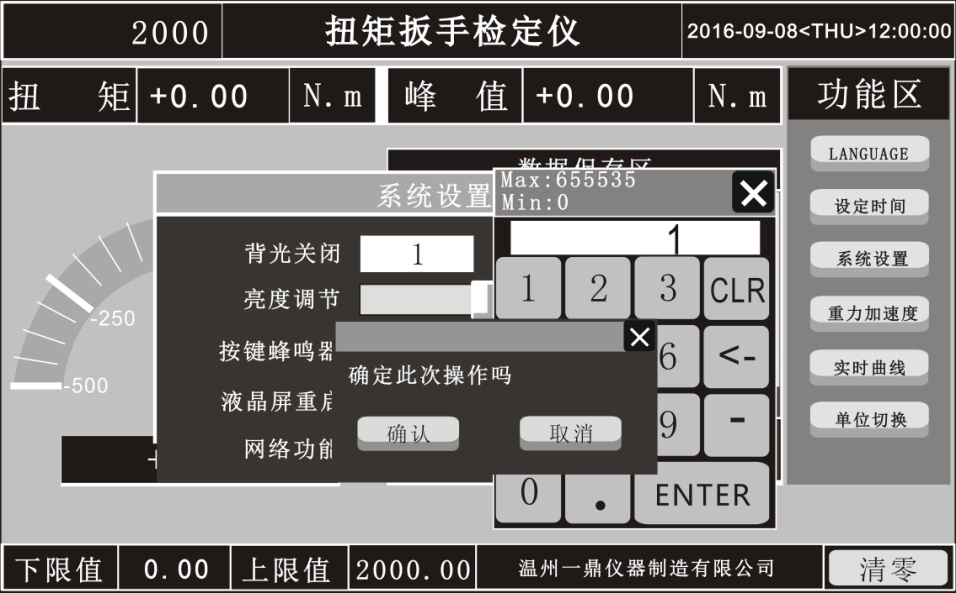 2000 扭矩扳手检定仪 2016-09-08<THU>12:00:00
扭 矩 +0.00 N.m 峰 值 +0.00 N.m 功能区
LANGUAGE
设定时间
系统设置
重力加速度
实时曲线
单位切换
数据保存区
系统设置
Max:655535
Min:0
1
背光关闭 1
亮度调节
按键蜂鸣器
液晶屏重启
网络功能
-250
-500
1 2 3 CLR
6 <-
9 -
0 . ENTER
确定此次操作吗
确认 取消
下限值 0.00 上限值 2000.00 温州一鼎仪器制造有限公司 清零